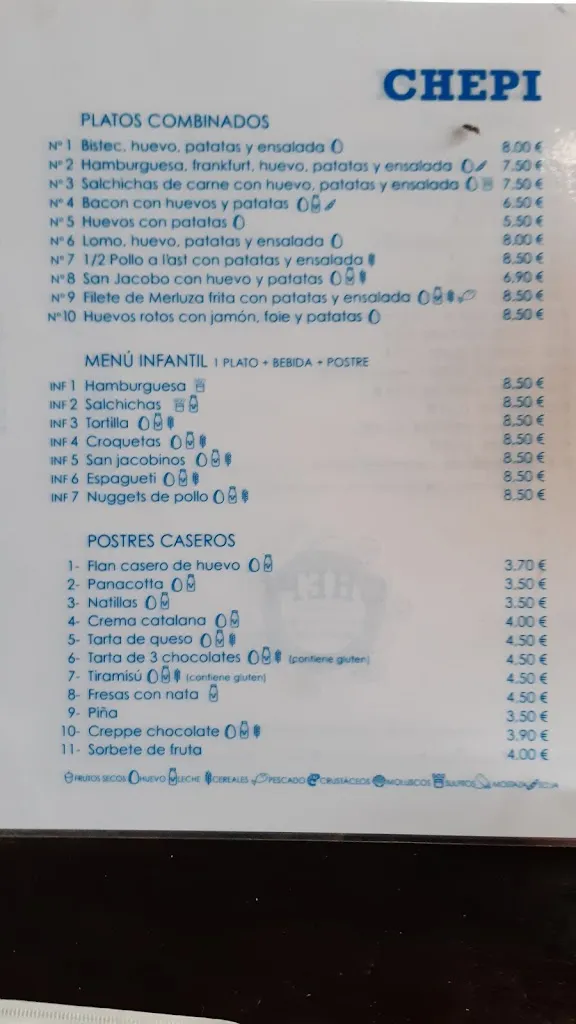 CHEPI
PLATOS COMBINADOS
Nº 1 Bistec, huevo, patatas y ensalada 8,00 €
Nº 2 Hamburguesa, frankfurt, huevo, patatas y ensalada 7,50 €
Nº 3 Salchichas de carne con huevo, patatas y ensalada 7,50 €
Nº 4 Bacon con huevos y patatas 6,50 €
Nº 5 Huevos con patatas 5,50 €
Nº 6 Lomo, huevo, patatas y ensalada 8,00 €
Nº 7 1/2 Pollo a l'ast con patatas y ensalada 8,50 €
Nº 8 San Jacobo con huevo y patatas 6,90 €
Nº 9 Filete de Merluza frita con patatas y ensalada 8,50 €
Nº 10 Huevos rotos con jamón, foie y patatas 8,50 €
MENÚ INFANTIL 1 PLATO + BEBIDA + POSTRE
INF 1 Hamburguesa 8,50 €
INF 2 Salchichas 8,50 €
INF 3 Tortilla 8,50 €
INF 4 Croquetas 8,50 €
INF 5 San jacobinos 8,50 €
INF 6 Espagueti 8,50 €
INF 7 Nuggets de pollo 8,50 €
POSTRES CASEROS
1- Flan casero de huevo 3,70 €
2- Panacotta 3,50 €
3- Natillas 3,50 €
4- Crema catalana 4,00 €
5- Tarta de queso 4,50 €
6- Tarta de 3 chocolates (contiene gluten) 4,50 €
7- Tiramisú (contiene gluten) 4,50 €
8- Fresas con nata 4,50 €
9- Piña 3,50 €
10- Creppe chocolate 3,90 €
11- Sorbete de fruta 4,00 €
FRUTOS SECOS HUEVO LECHE CEREALES PESCADO CRUSTÁCEOS MOLUSCOS SULFITOS MOSTAZA SOJA